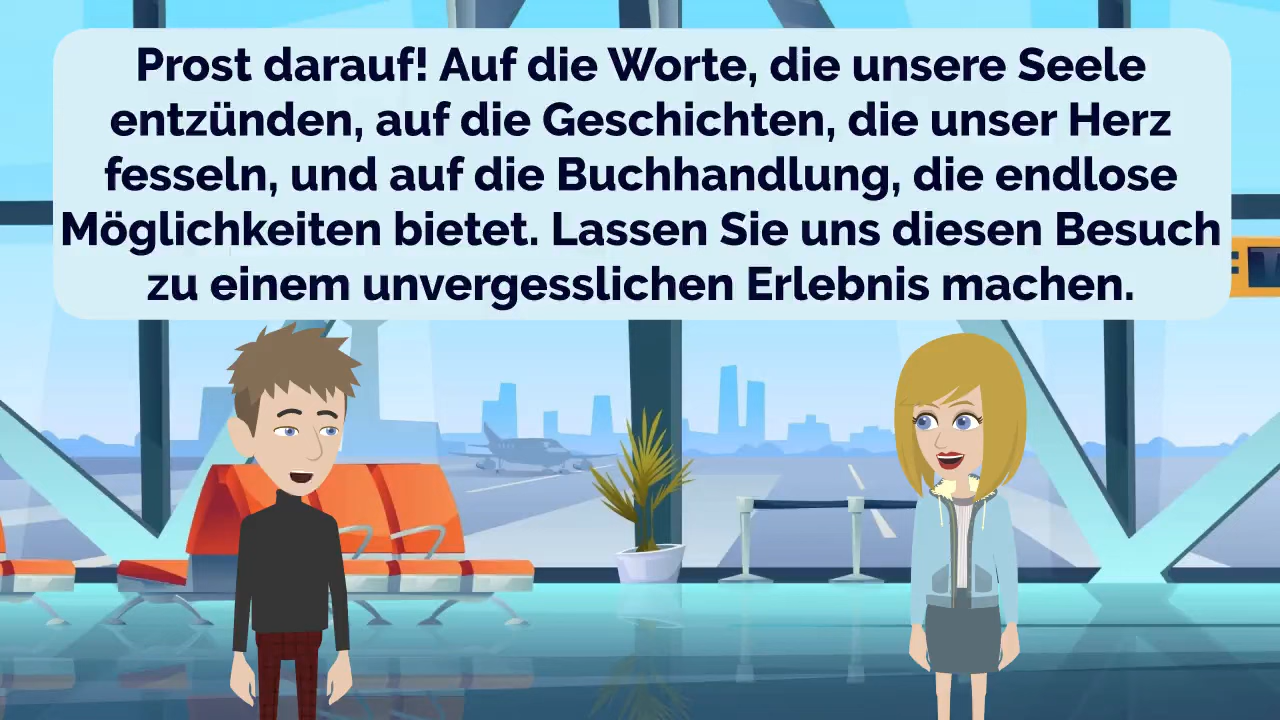 Prost darauf! Auf die Worte, die unsere Seele
entzünden, auf die Geschichten, die unser Herz
fesseln, und auf die Buchhandlung, die endlose
Möglichkeiten bietet. Lassen Sie uns diesen Besuch
zu einem unvergesslichen Erlebnis machen.